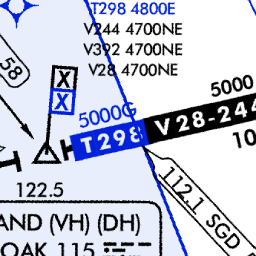 T298 4800E
V244 4700NE
V392 4700NE
V28 4700NE
58
X
X
5000
5000G
T298
V28-244
10
122.5
112.1 SGD
AND (VH) (DH)
OAK 115